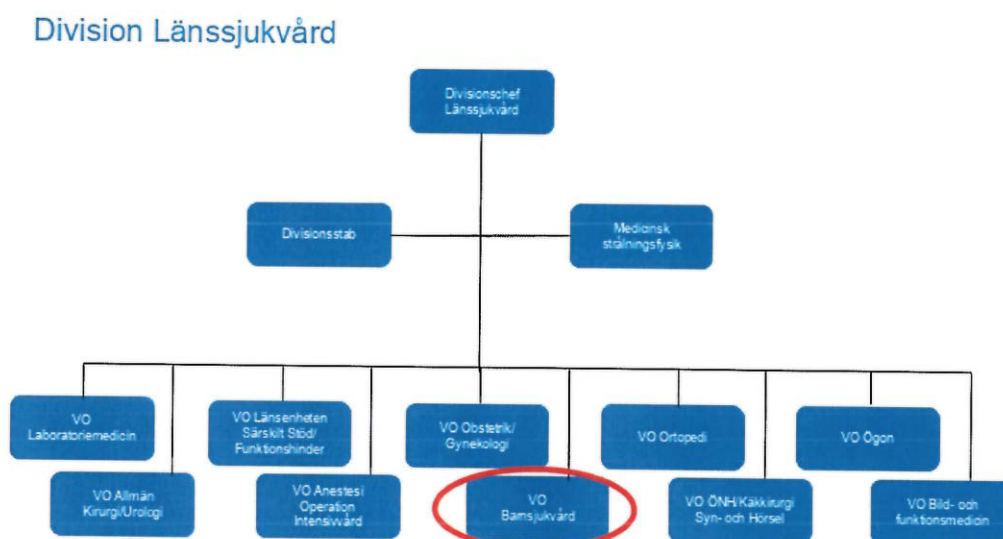 Division Länssjukvård
Divisionschef
Länssjukvård
Divisionsstab
Medicinsk
strålningsfysik
VO
Laboratoriemedicin
VO Länsenheten
Särskilt Stöd/
Funktionshinder
VO Obstetrik/
Gynekologi
VO Ortopedi
VO Ögon
VO Allmän
Kirurgi/Urologi
VO Anestesi
Operation
Intensivvård
VO
Barnsjukvård
VO ÖNH/Käkkirurgi
Syn- och Hörsel
VO Bild- och
funktionsmedicin